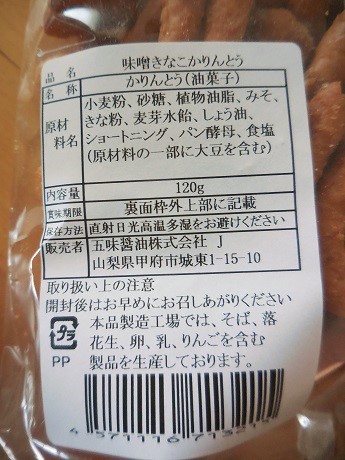 品名 味噌きなこかりんとう
名称 かりんとう(油菓子)
原材料名 小麦粉、砂糖、植物油脂、みそ、
きな粉、麦芽水飴、しょう油、
ショートニング、パン酵母、食塩
(原材料の一部に大豆を含む)
内容量 120g
賞味期限 裏面枠外上部に記載
保存方法 直射日光高温多湿をお避けください
販売者 五味醤油株式会社 J
山梨県甲府市城東1-15-10
取り扱い上の注意
開封後はお早めにお召しあがりください
本品製造工場では、そば、落
花生、卵、乳、りんごを含む
製品を生産しております。
プラ
PP